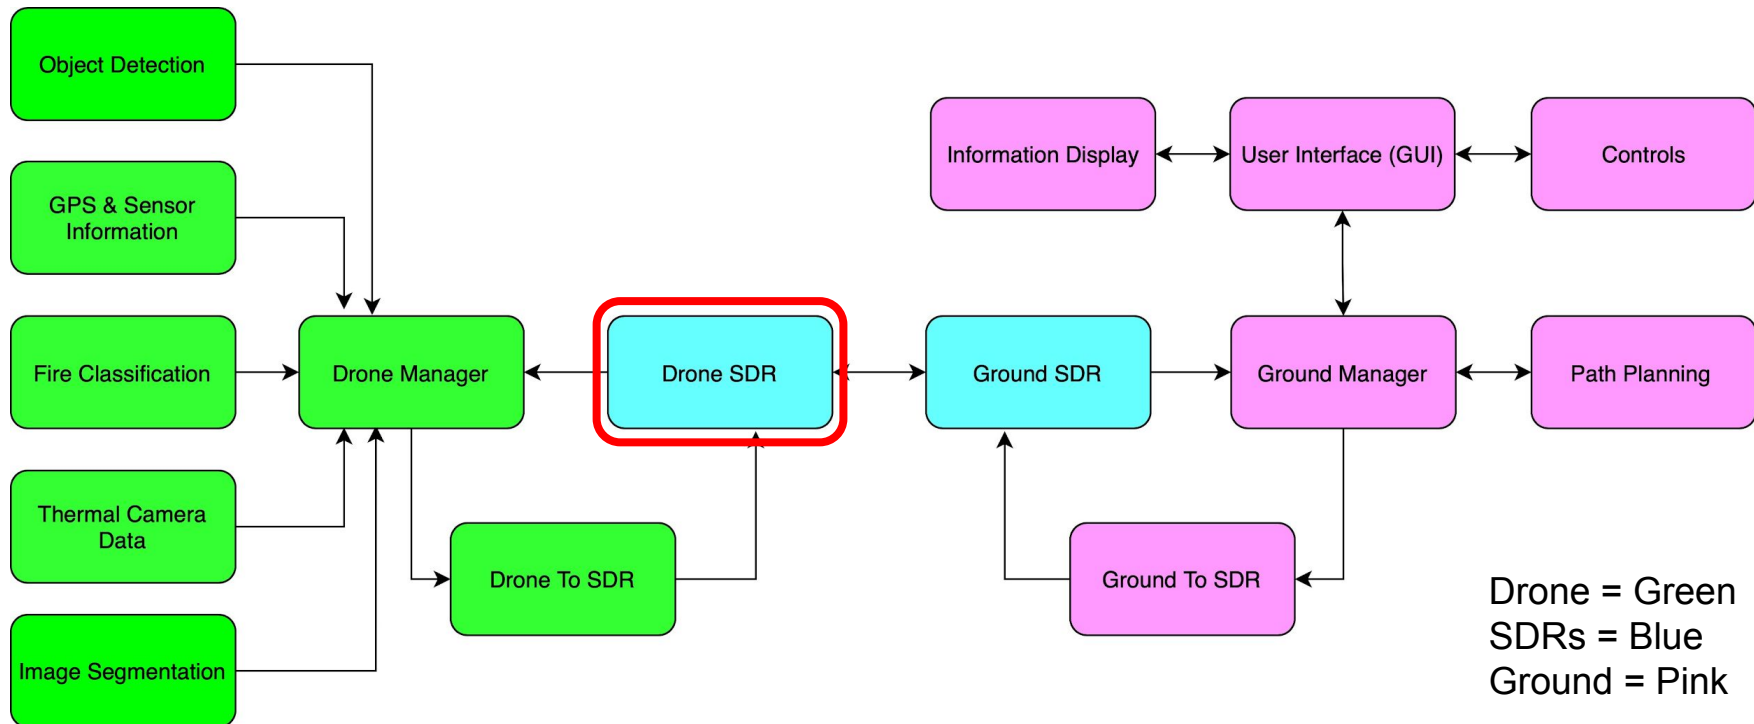 Object Detection
GPS & Sensor
Information
Fire Classification
Thermal Camera
Data
Image Segmentation
Drone Manager
Drone To SDR
Drone SDR
Ground SDR
Information Display
User Interface (GUI)
Controls
Ground Manager
Path Planning
Ground To SDR
Drone = Green
SDRs = Blue
Ground = Pink